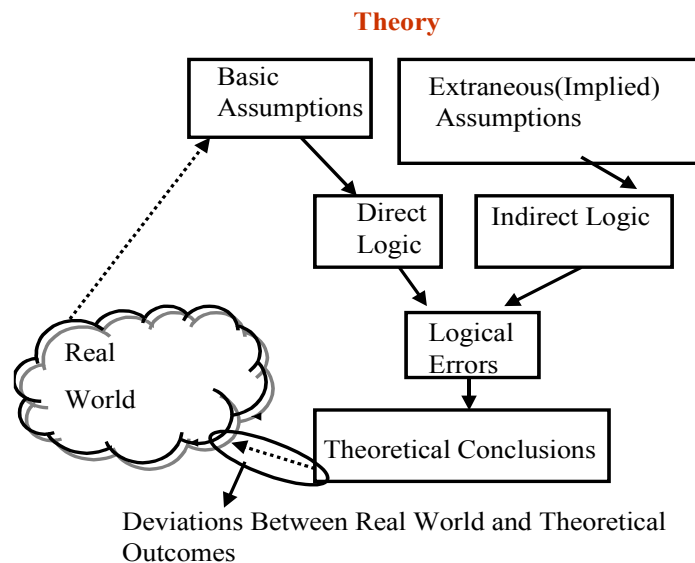 Theory
Basic
Assumptions
Extraneous(Implied)
Assumptions
Direct
Logic
Indirect Logic
Logical
Errors
Real
World
Theoretical Conclusions
Deviations Between Real World and Theoretical
Outcomes